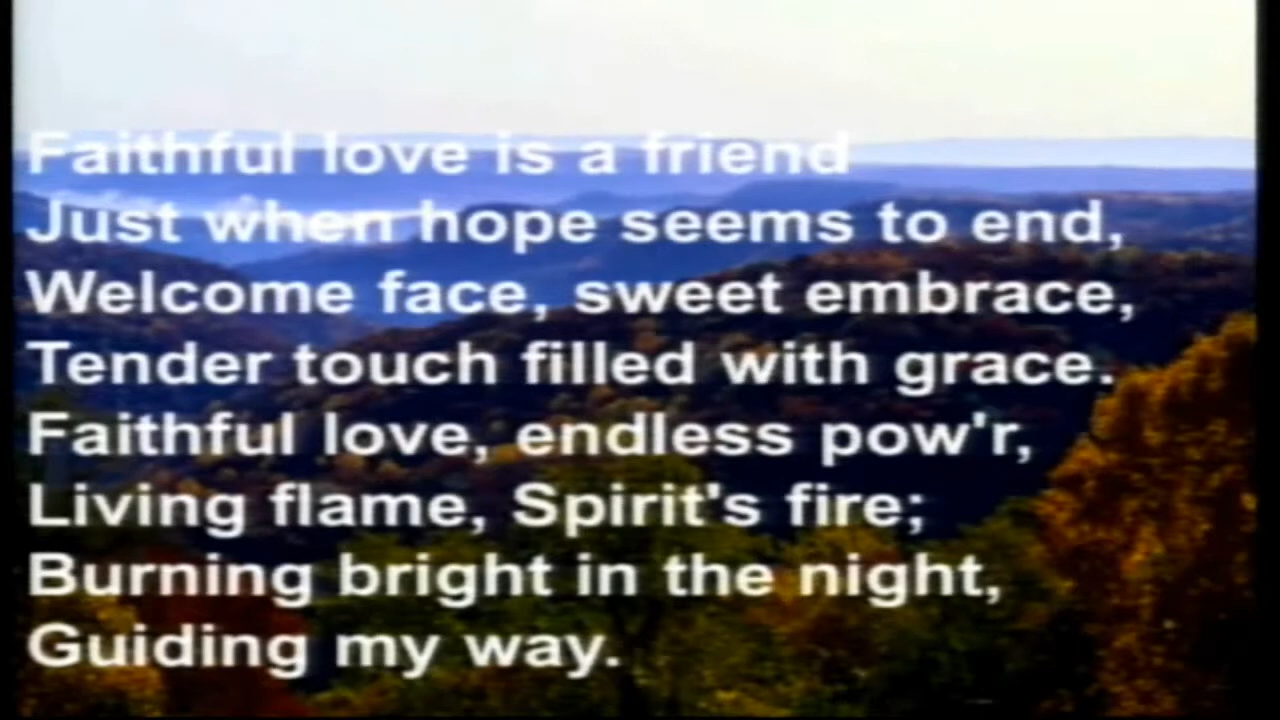 Faithful love is a friend
Just when hope seems to end,
Welcome face, sweet embrace,
Tender touch filled with grace.
Faithful love, endless pow'r,
Living flame, Spirit's fire;
Burning bright in the night,
Guiding my way.